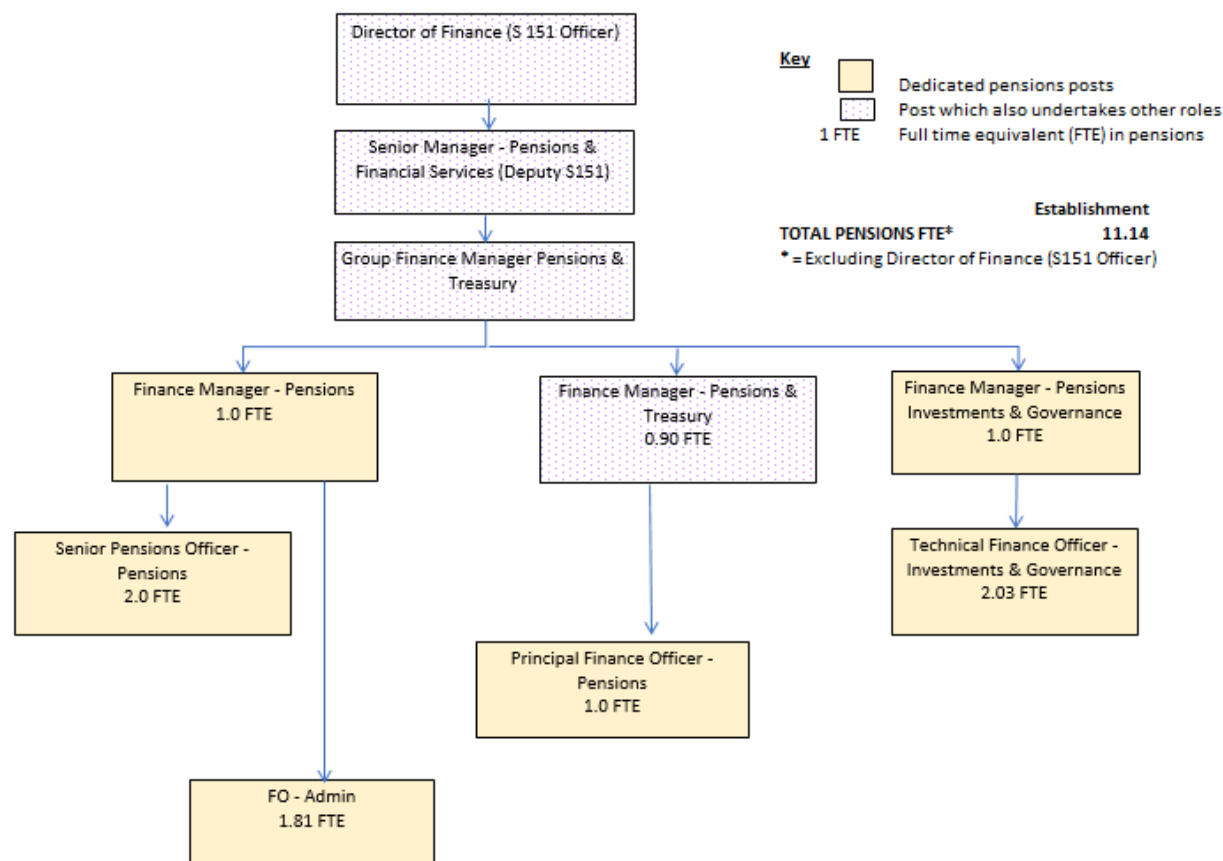 Director of Finance (S 151 Officer)
Key
Dedicated pensions posts
Post which also undertakes other roles
1 FTE Full time equivalent (FTE) in pensions
Senior Manager - Pensions &
Financial Services (Deputy S151)
Establishment
TOTAL PENSIONS FTE* 11.14
* = Excluding Director of Finance (S151 Officer)
Group Finance Manager Pensions &
Treasury
Finance Manager - Pensions
1.0 FTE
Finance Manager - Pensions &
Treasury
0.90 FTE
Finance Manager - Pensions
Investments & Governance
1.0 FTE
Senior Pensions Officer -
Pensions
2.0 FTE
Technical Finance Officer -
Investments & Governance
2.03 FTE
Principal Finance Officer -
Pensions
1.0 FTE
FO - Admin
1.81 FTE